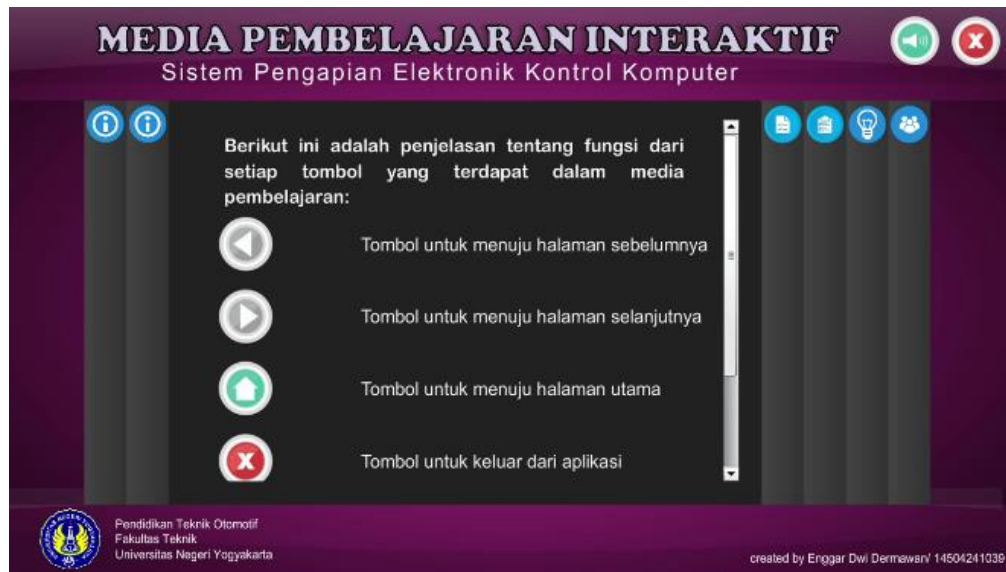 MEDIA PEMBELAJARAN INTERAKTIF
Sistem Pengapian Elektronik Kontrol Komputer
Berikut ini adalah penjelasan tentang fungsi dari
setiap tombol yang terdapat dalam media
pembelajaran:
Tombol untuk menuju halaman sebelumnya
Tombol untuk menuju halaman selanjutnya
Tombol untuk menuju halaman utama
X
Tombol untuk keluar dari aplikasi
Pendidikan Teknik Otomotif
Fakultas Teknik
Universitas Negeri Yogyakarta
created by Enggar Dwi Dermawan/ 14504241039